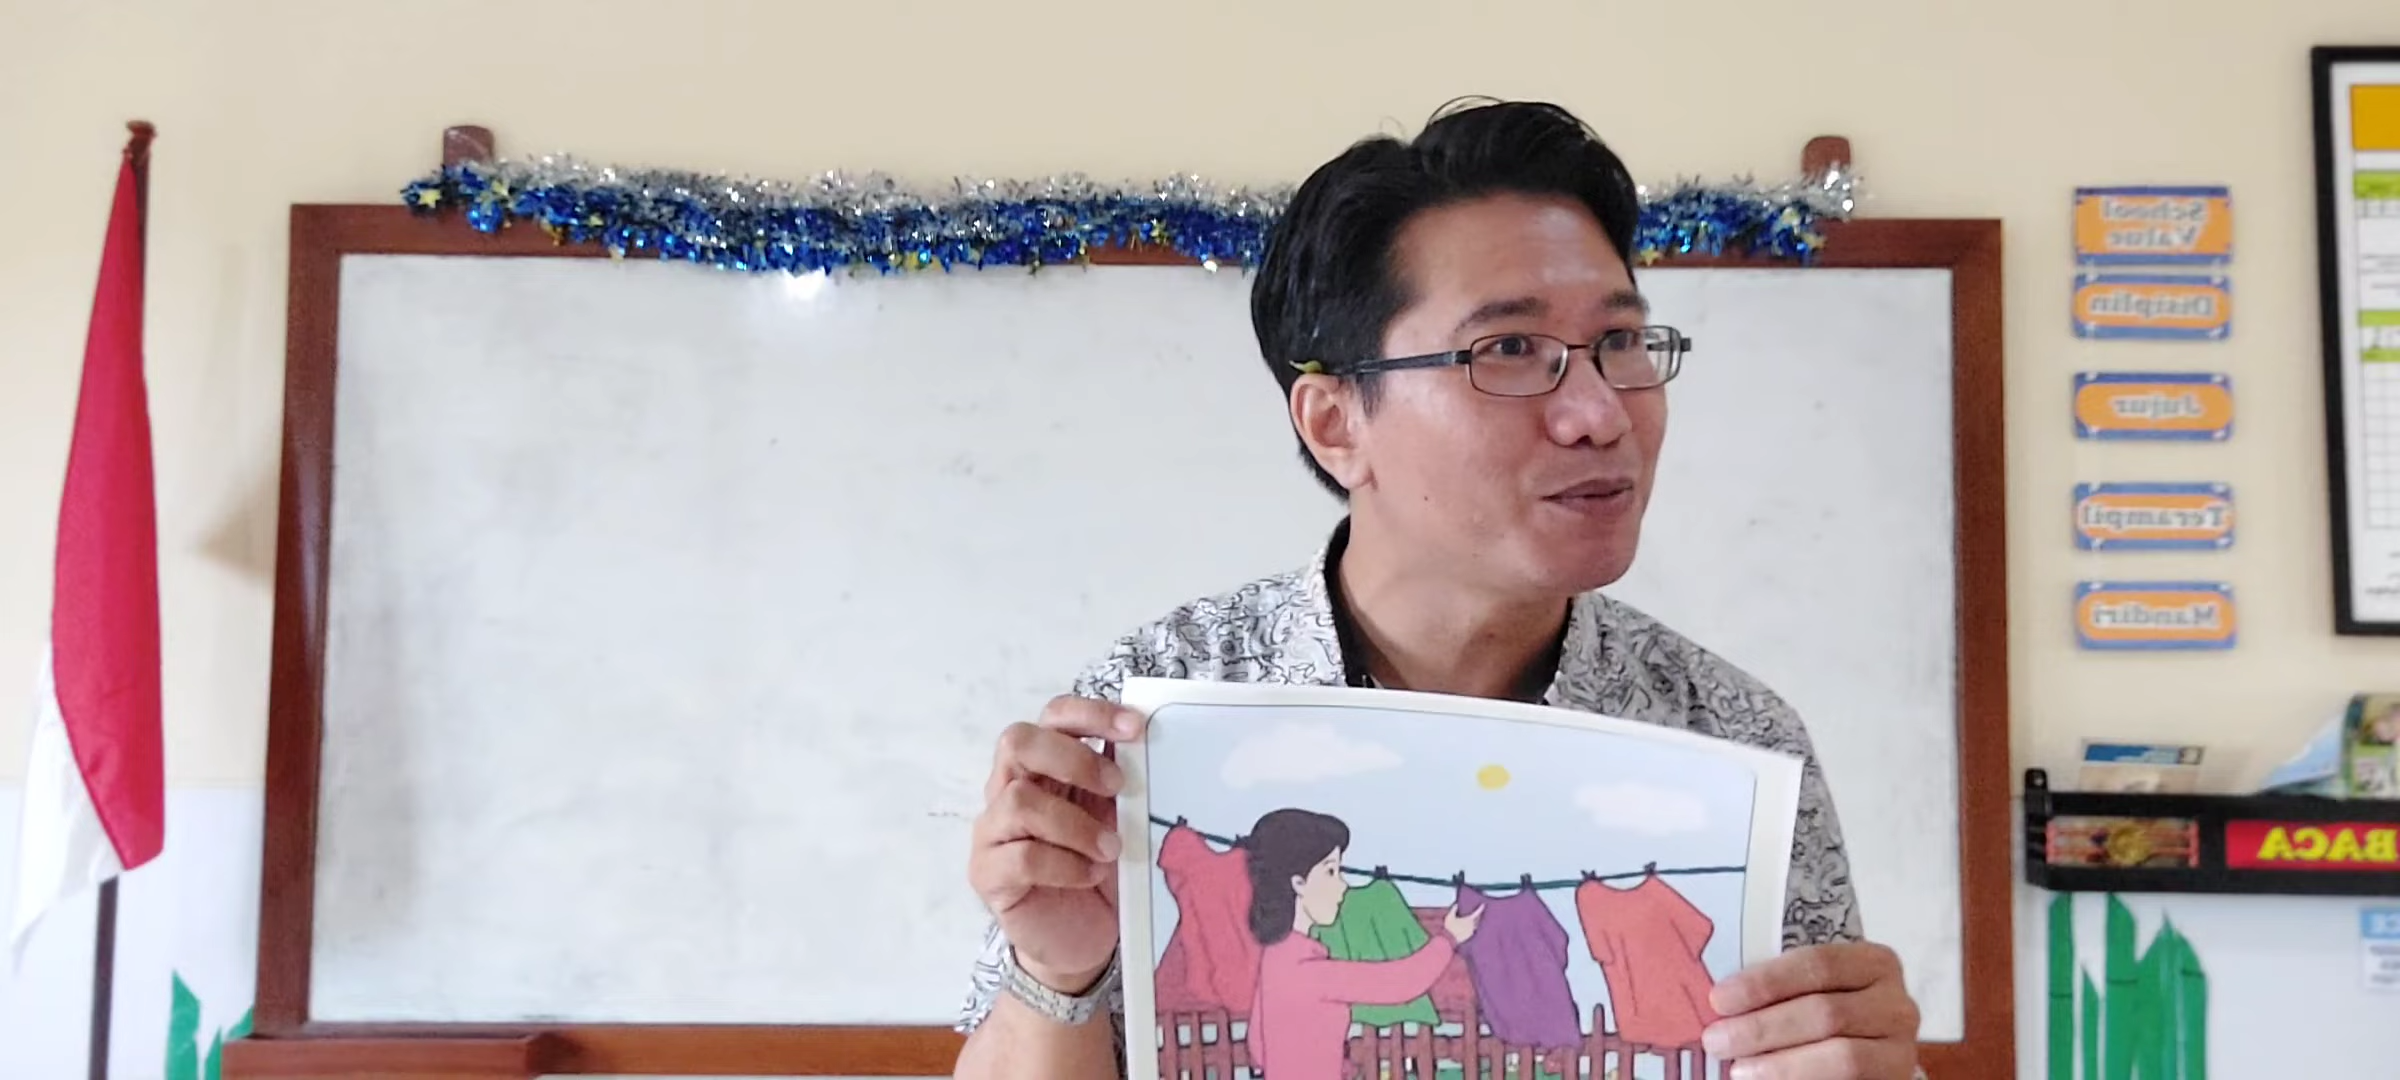 School
Value
Disiplin
Jujur
Terampil
Mandiri
BACA